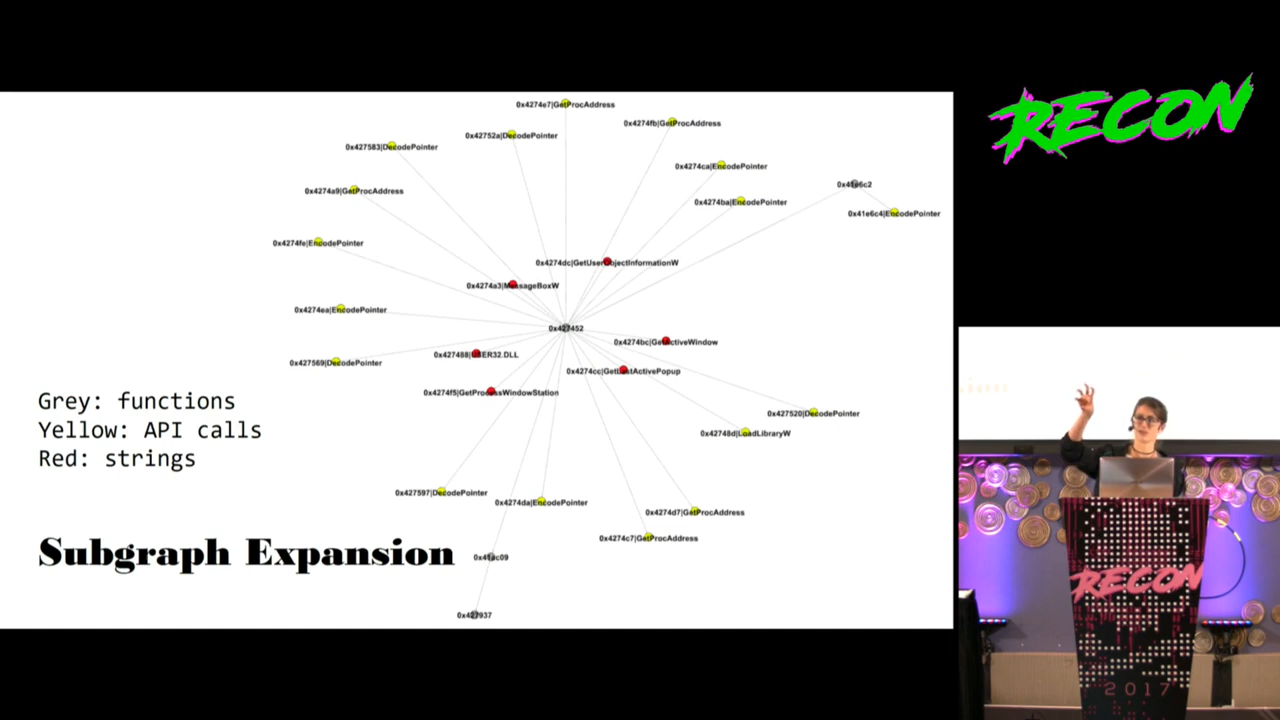 RECON
0x4274e7|GetProcAddress
0x4274fb|GetProcAddress
0x42752a|DecodePointer
0x427583|DecodePointer
0x4274ca|EncodePointer
0x4274a9|GetProcAddress
0x4274ba|EncodePointer
0x41e6c2
0x41e6c4|EncodePointer
0x4274fe|EncodePointer
0x4274dc|GetUserObjectInformationW
0x4274a3|MessageBoxW
0x4274ea|EncodePointer
0x427452
0x4274bc|GetActiveWindow
0x427488|USER32.DLL
0x427569|DecodePointer
0x4274cc|GetLastActivePopup
0x4274f5|GetProcessWindowStation
Grey: functions
Yellow: API calls
Red: strings
0x427520|DecodePointer
0x42748d|LoadLibraryW
0x427597|DecodePointer
0x4274da|EncodePointer
0x4274d7|GetProcAddress
0x4274c7|GetProcAddress
Subgraph Expansion
RECON
2017